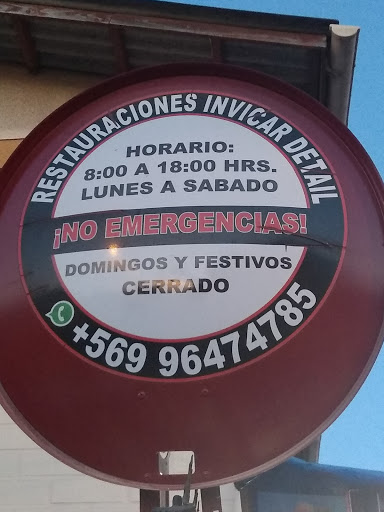 RESTAURACIONES INVICAR DETAIL
HORARIO:
8:00 A 18:00 HRS.
LUNES A SABADO
¡NO EMERGENCIAS!
DOMINGOS Y FESTIVOS
CERRADO
+569 96474785